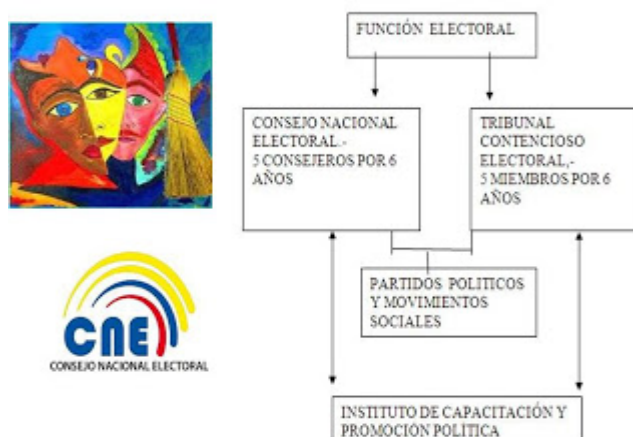 FUNCIÓN ELECTORAL
CONSEJO NACIONAL
ELECTORAL.-
5 CONSEJEROS POR 6
AÑOS
TRIBUNAL
CONTENCIOSO
ELECTORAL,-
5 MIEMBROS POR 6
AÑOS
PARTIDOS POLITICOS
Y MOVIMIENTOS
SOCIALES
CNE
CONSEJO NACIONAL ELECTORAL
INSTITUTO DE CAPACITACIÓN Y
PROMOCIÓN POLÍTICA